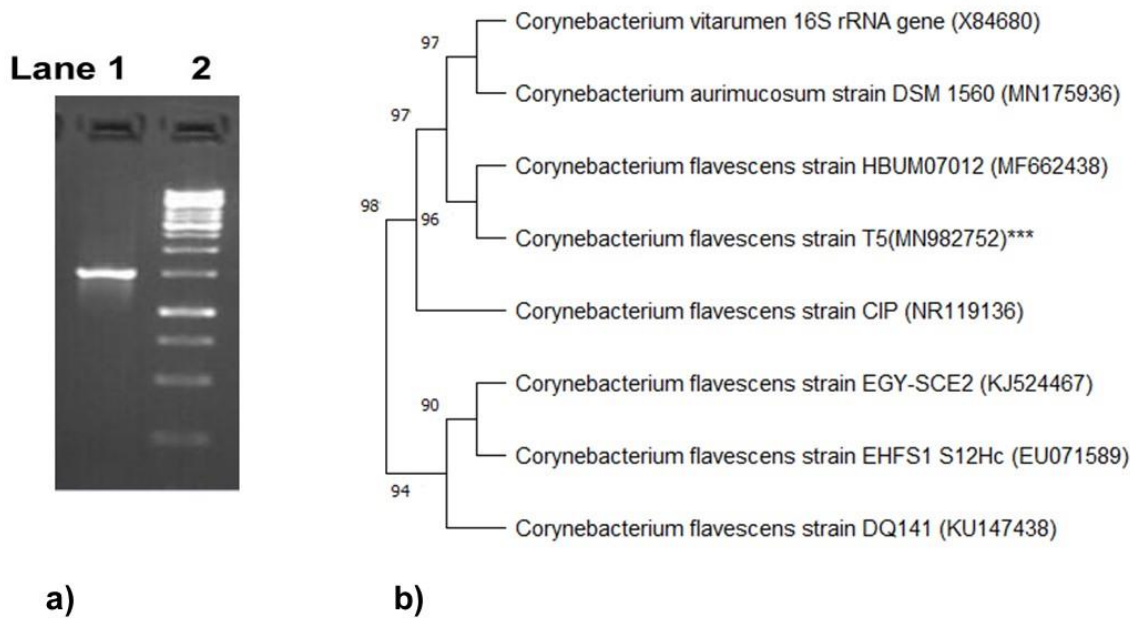 Lane 1 2
a)
97
97
98
96
90
94
Corynebacterium vitarumen 16S rRNA gene (X84680)
Corynebacterium aurimucosum strain DSM 1560 (MN175936)
Corynebacterium flavescens strain HBUM07012 (MF662438)
Corynebacterium flavescens strain T5(MN982752)***
Corynebacterium flavescens strain CIP (NR119136)
Corynebacterium flavescens strain EGY-SCE2 (KJ524467)
Corynebacterium flavescens strain EHFS1 S12Hc (EU071589)
Corynebacterium flavescens strain DQ141 (KU147438)
b)